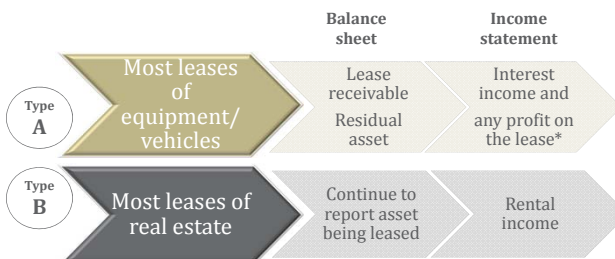 Balance
sheet
Income
statement
Type
A
Most leases
of
equipment/
vehicles
Lease
receivable
Residual
asset
Interest
income and
any profit on
the lease*
Type
B
Most leases of
real estate
Continue to
report asset
being leased
Rental
income